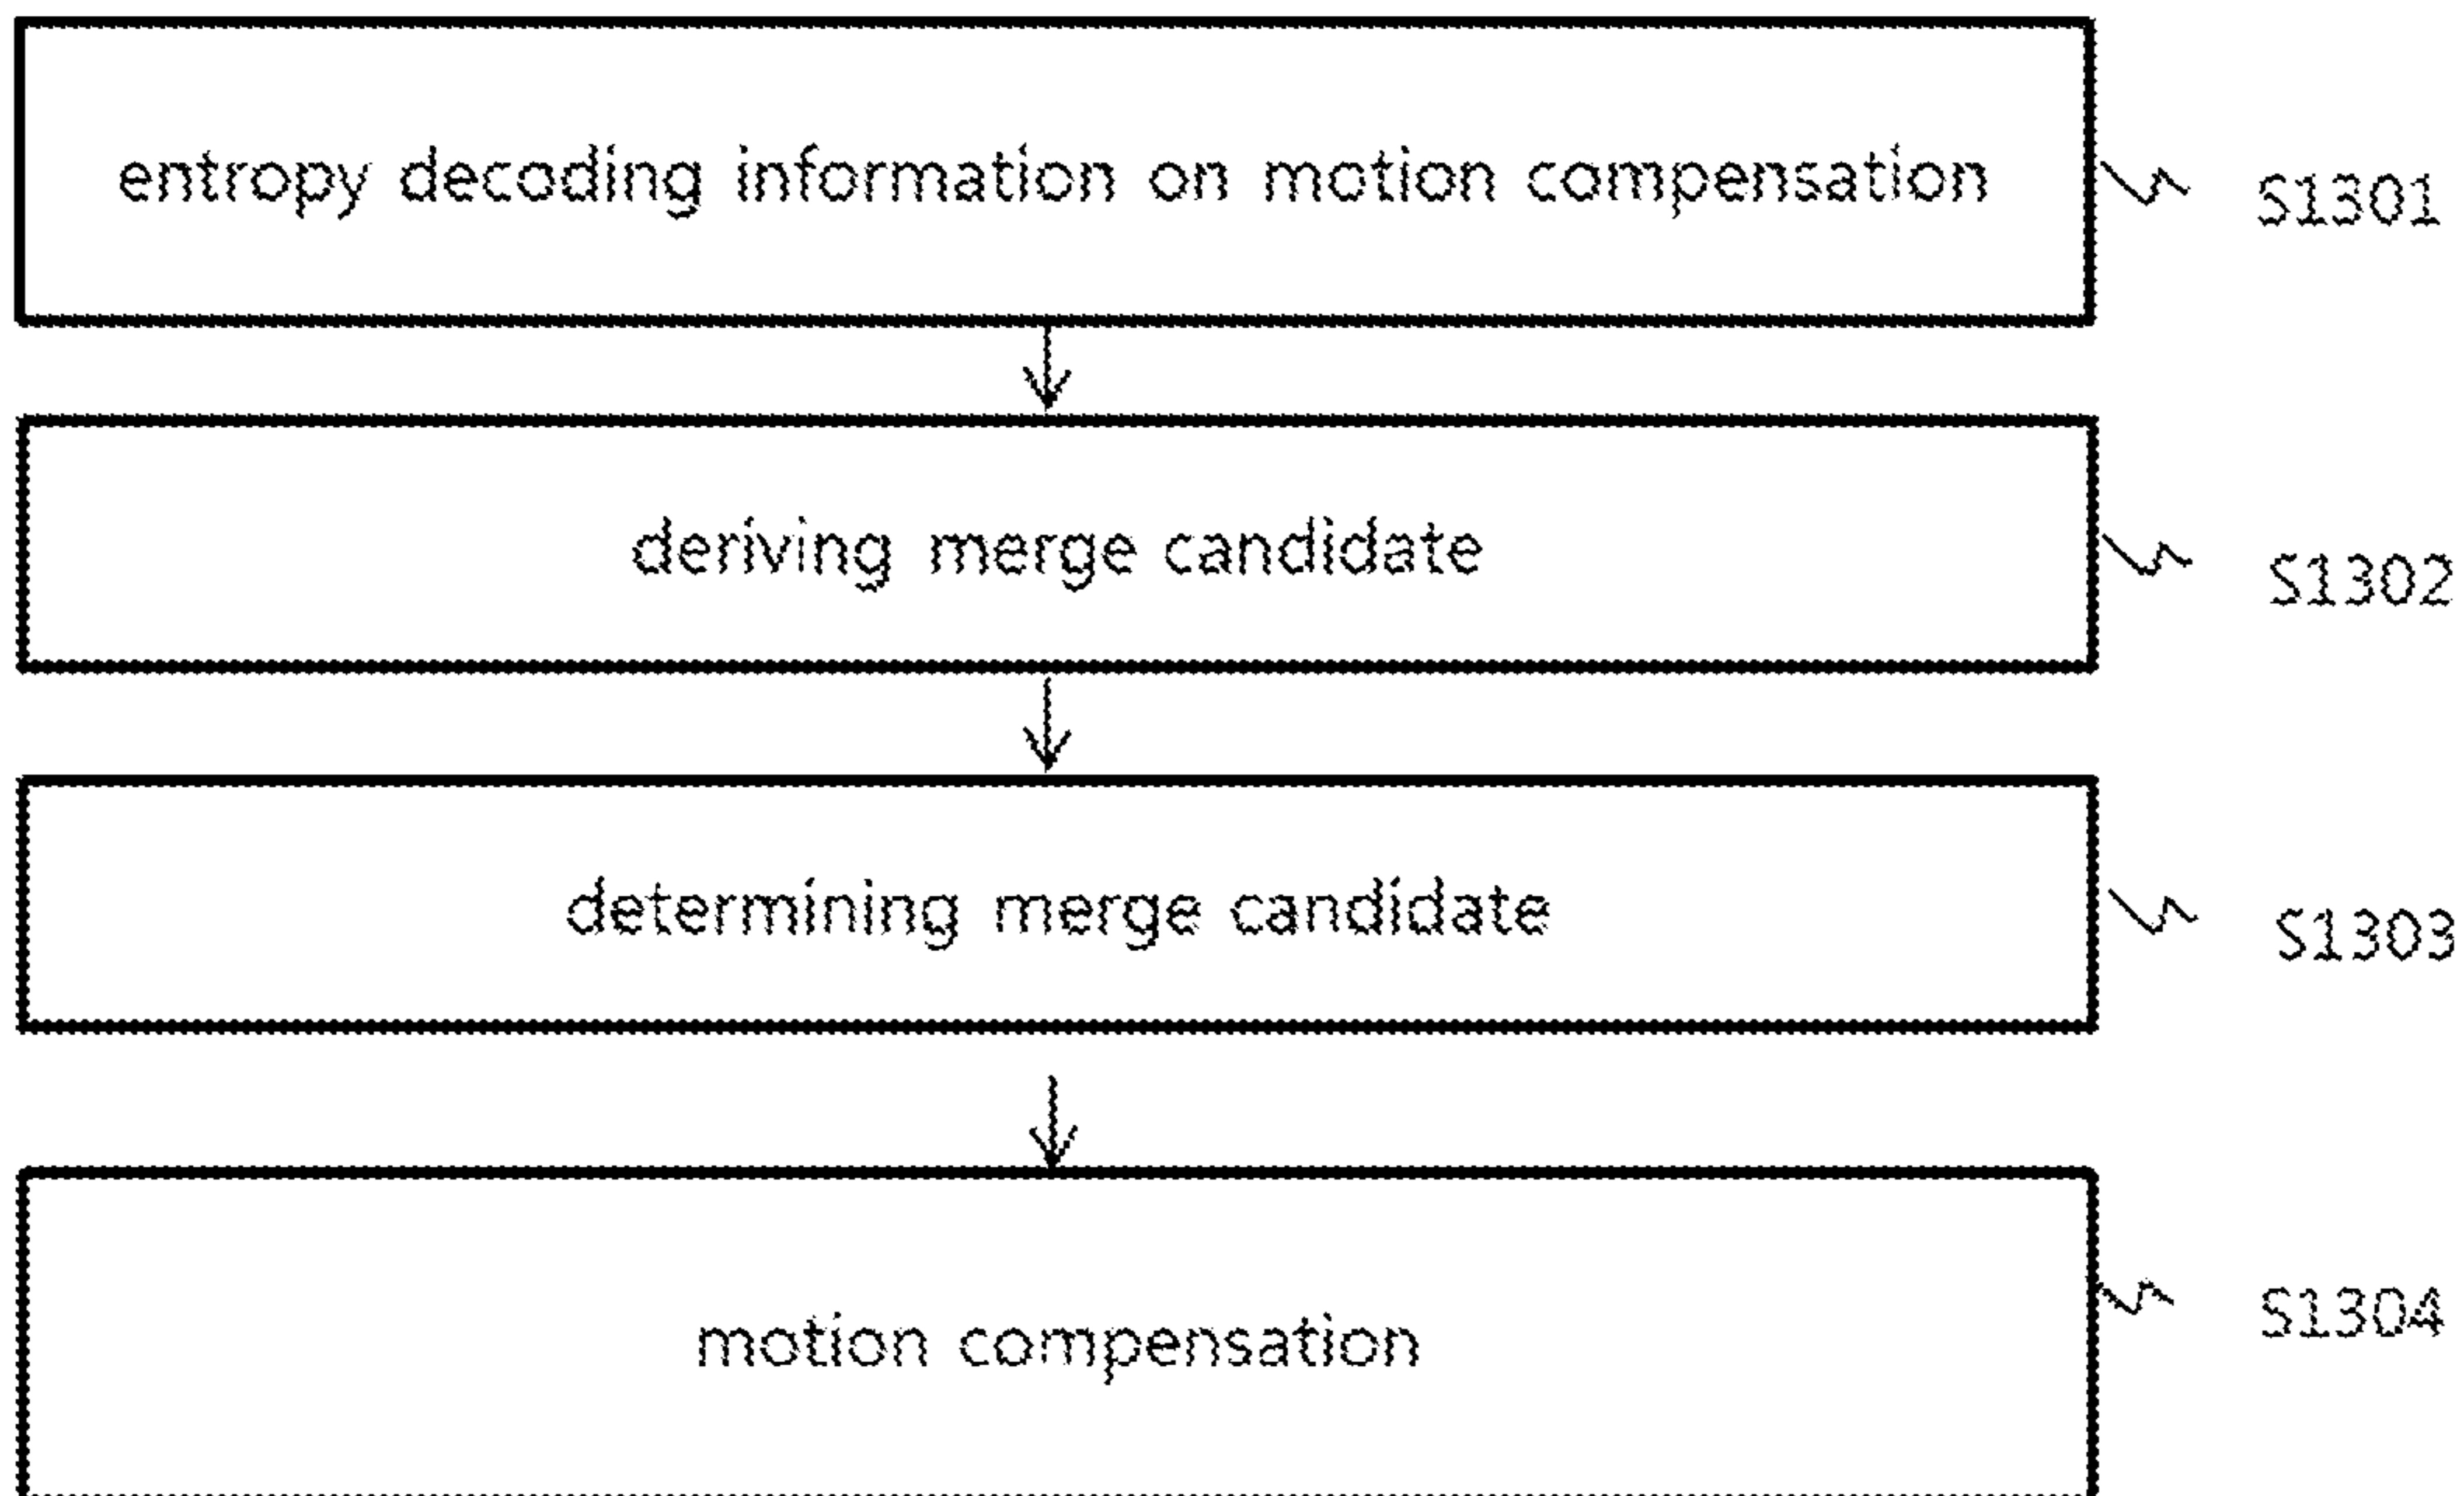 entropy decoding information on motion compensation
S1301
deriving merge candidate
S1302
determining merge candidate
S1303
motion compensation
S1304